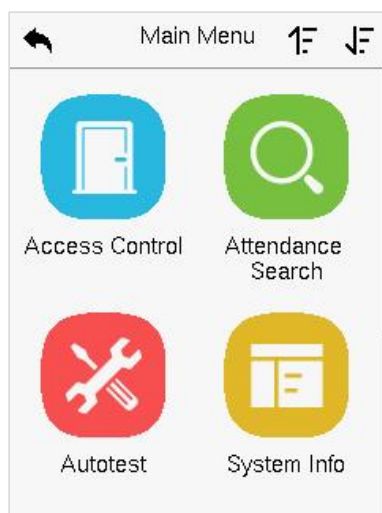 Main Menu
Access Control
Attendance
Search
Autotest
System Info